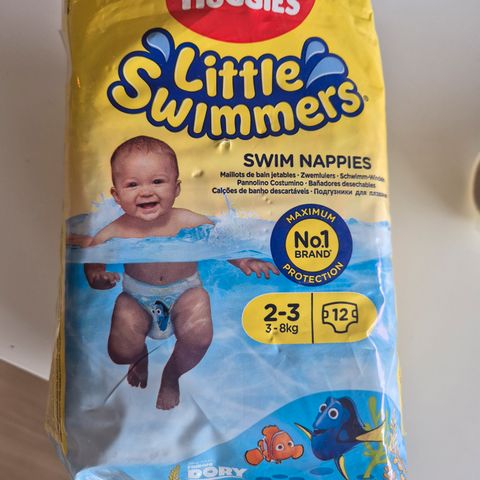 HUGGIES
Little
Swimmers®
SWIM NAPPIES
Maillots de bain jetables · Zwemluiers · Schwimm-Windeln
Pannolino Costumino · Bañadores desechables
Calções de banho descartáveis · Подгузники для плавания
MAXIMUM
No.1
BRAND*
PROTECTION
2-3
3-8kg
12
DORY